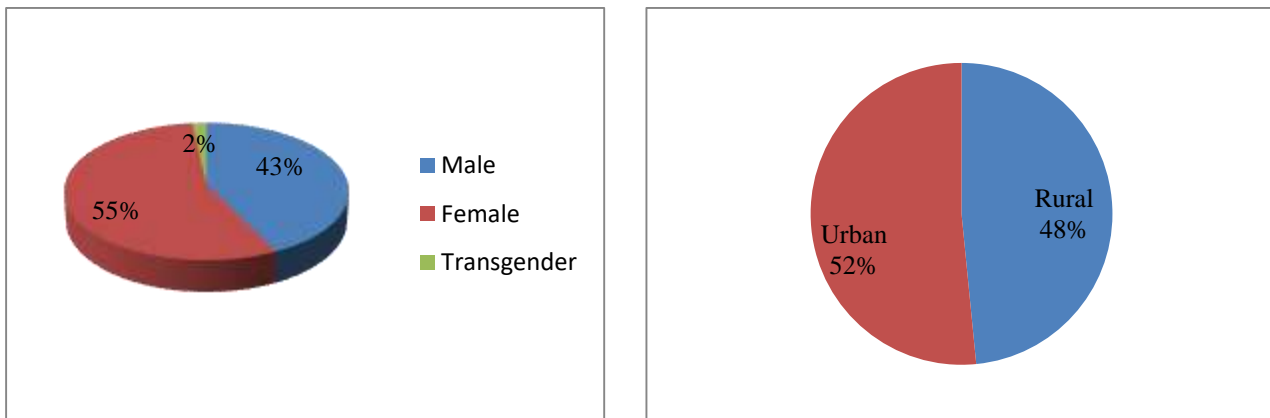 2%
43%
55%
Male
Female
Transgender
Rural
48%
Urban
52%